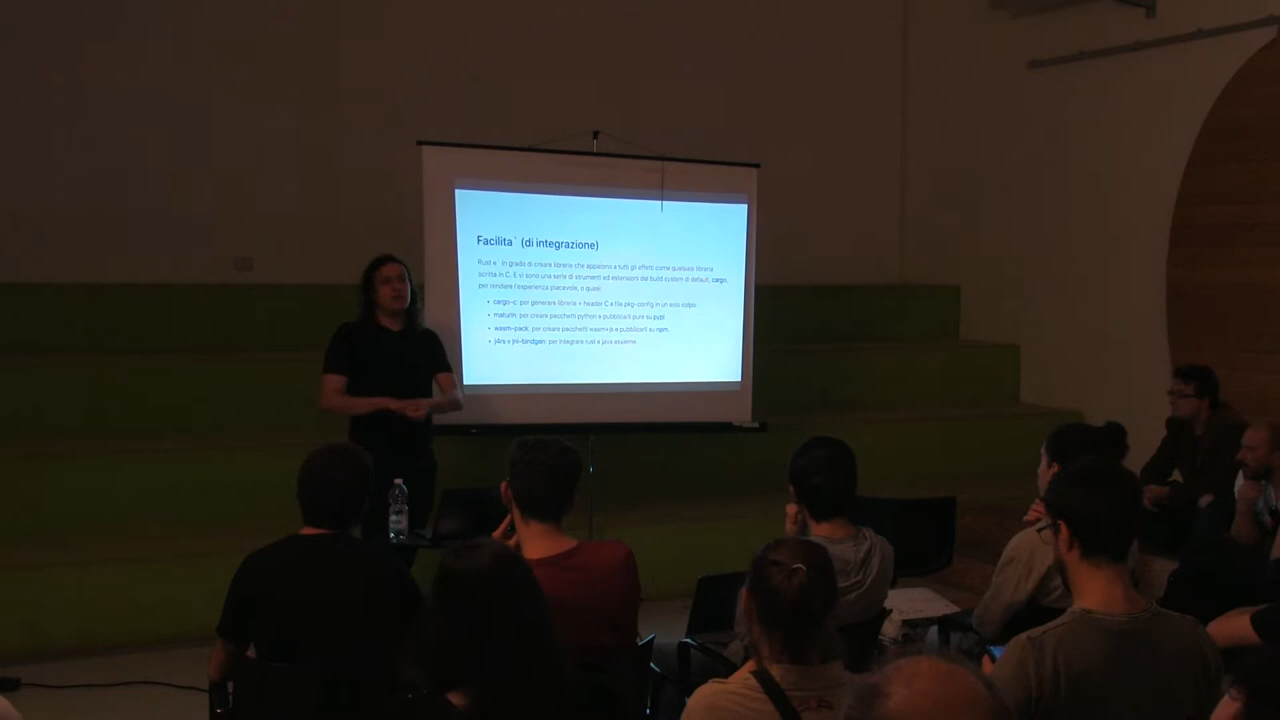 Facilita` (di integrazione)
Rust e` in grado di creare librerie che appaiono a tutti gli effetti come qualsiasi libreria
scritta in C. E vi sono una serie di strumenti ed estensioni del build system di default, cargo,
per rendere l'esperienza piacevole, o quasi:
• cargo-c: per generare librerie + header C e file pkg-config in un solo colpo
• maturin: per creare pacchetti python e pubblicarli pure su pypi
• wasm-pack: per creare pacchetti wasm+js e pubblicarli su npm.
• j4rs e jni-bindgen: per integrare rust e java assieme